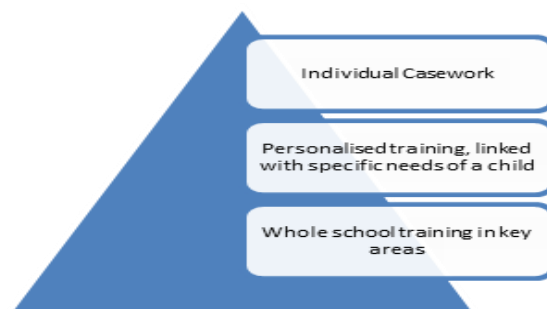 Individual Casework
Personalised training, linked
with specific needs of a child
Whole school training in key
areas